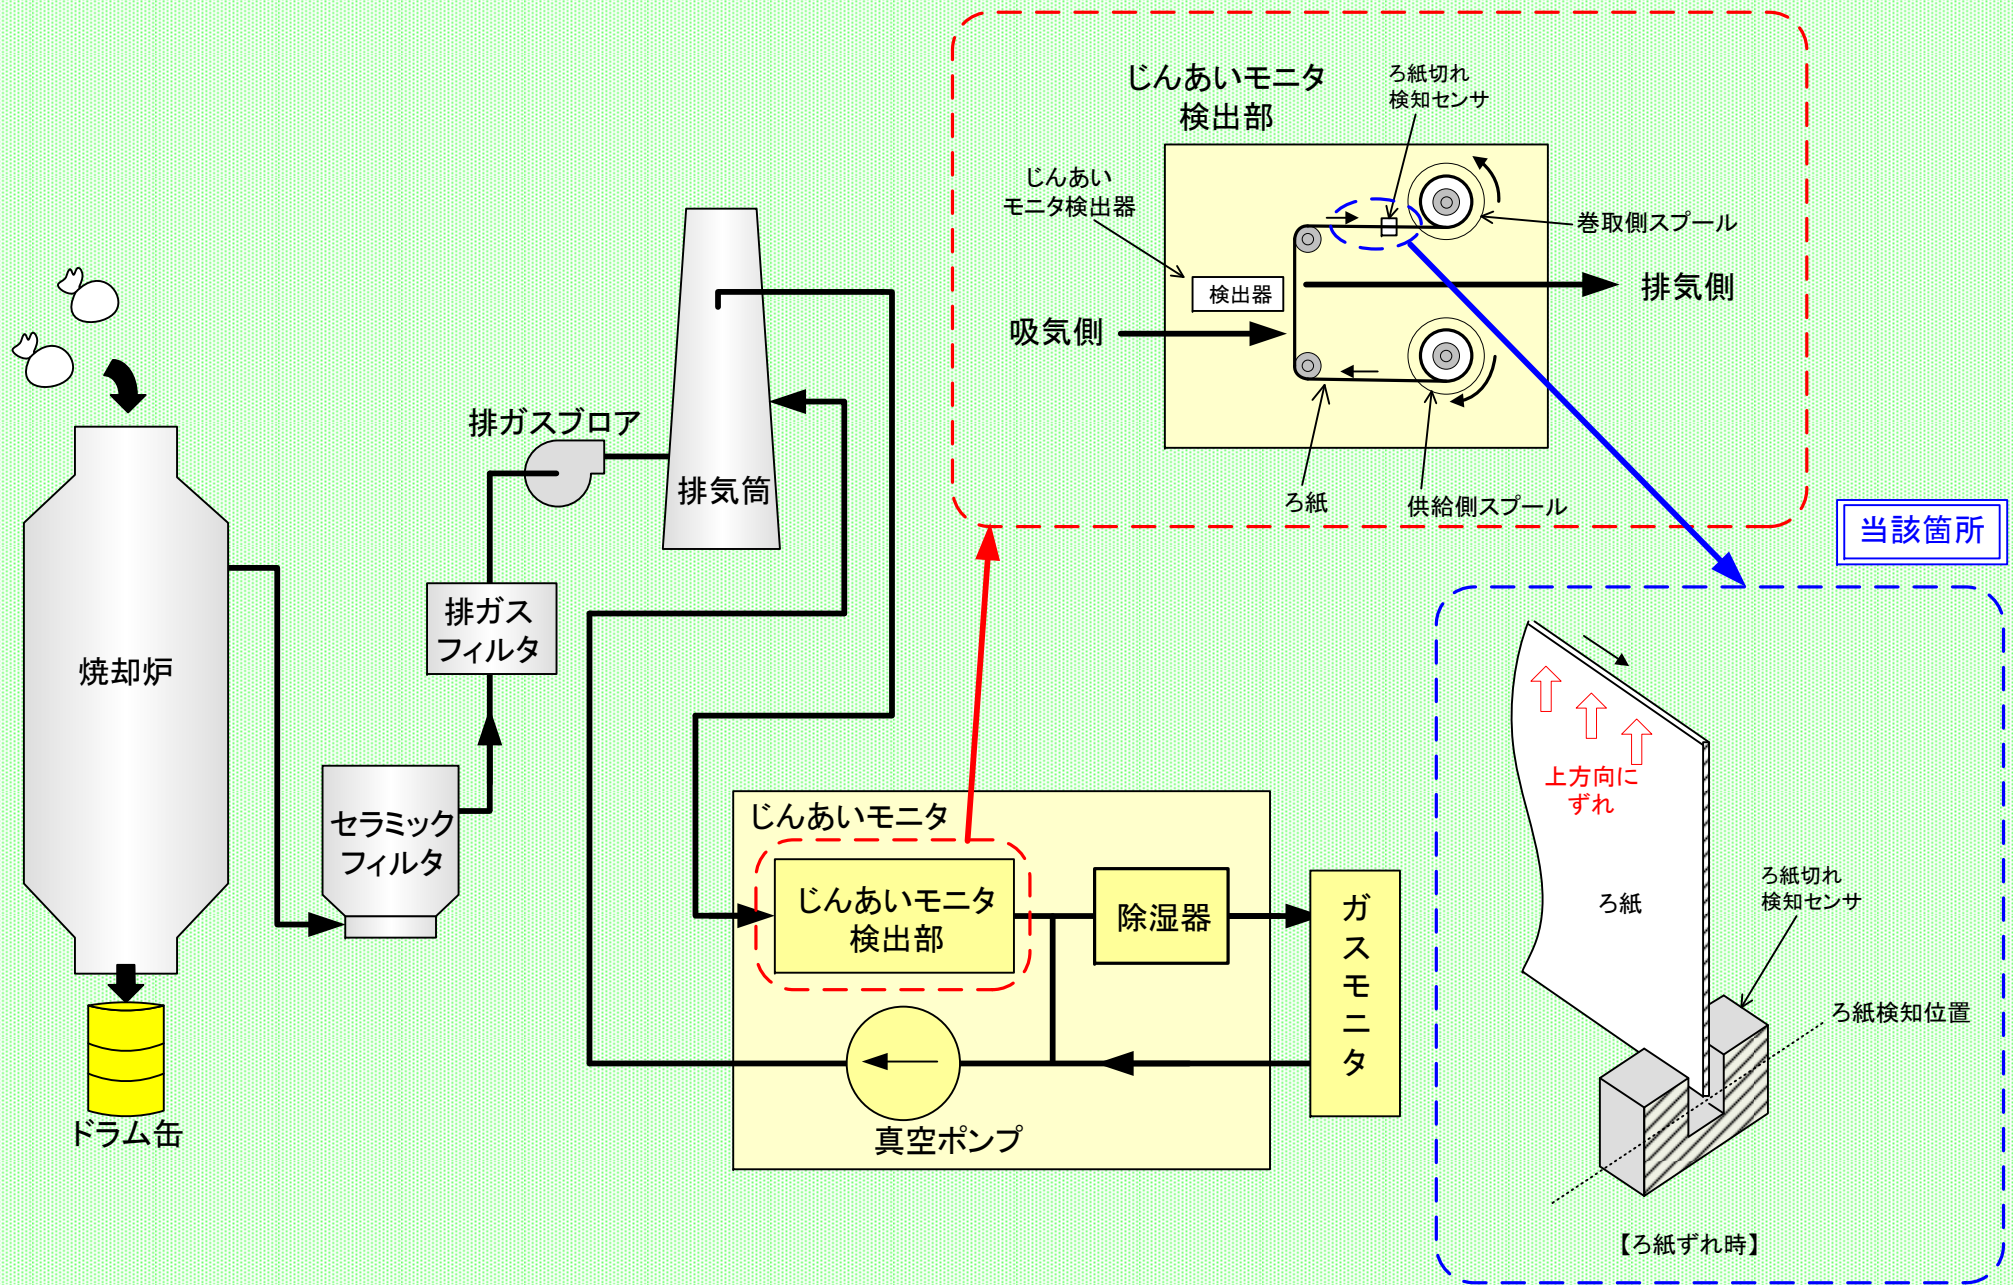 じんあいモニタ
検出部
ろ紙切れ
検知センサ
じんあい
モニタ検出器
巻取側スプール
検出器
排気側
吸気側
ろ紙
供給側スプール
当該箇所
排ガスブロア
排気筒
排ガス
フィルタ
焼却炉
セラミック
フィルタ
ドラム缶
じんあいモニタ
じんあいモニタ
検出部
除湿器
ガスモニタ
真空ポンプ
上方向に
ずれ
ろ紙
ろ紙切れ
検知センサ
ろ紙検知位置
【ろ紙ずれ時】